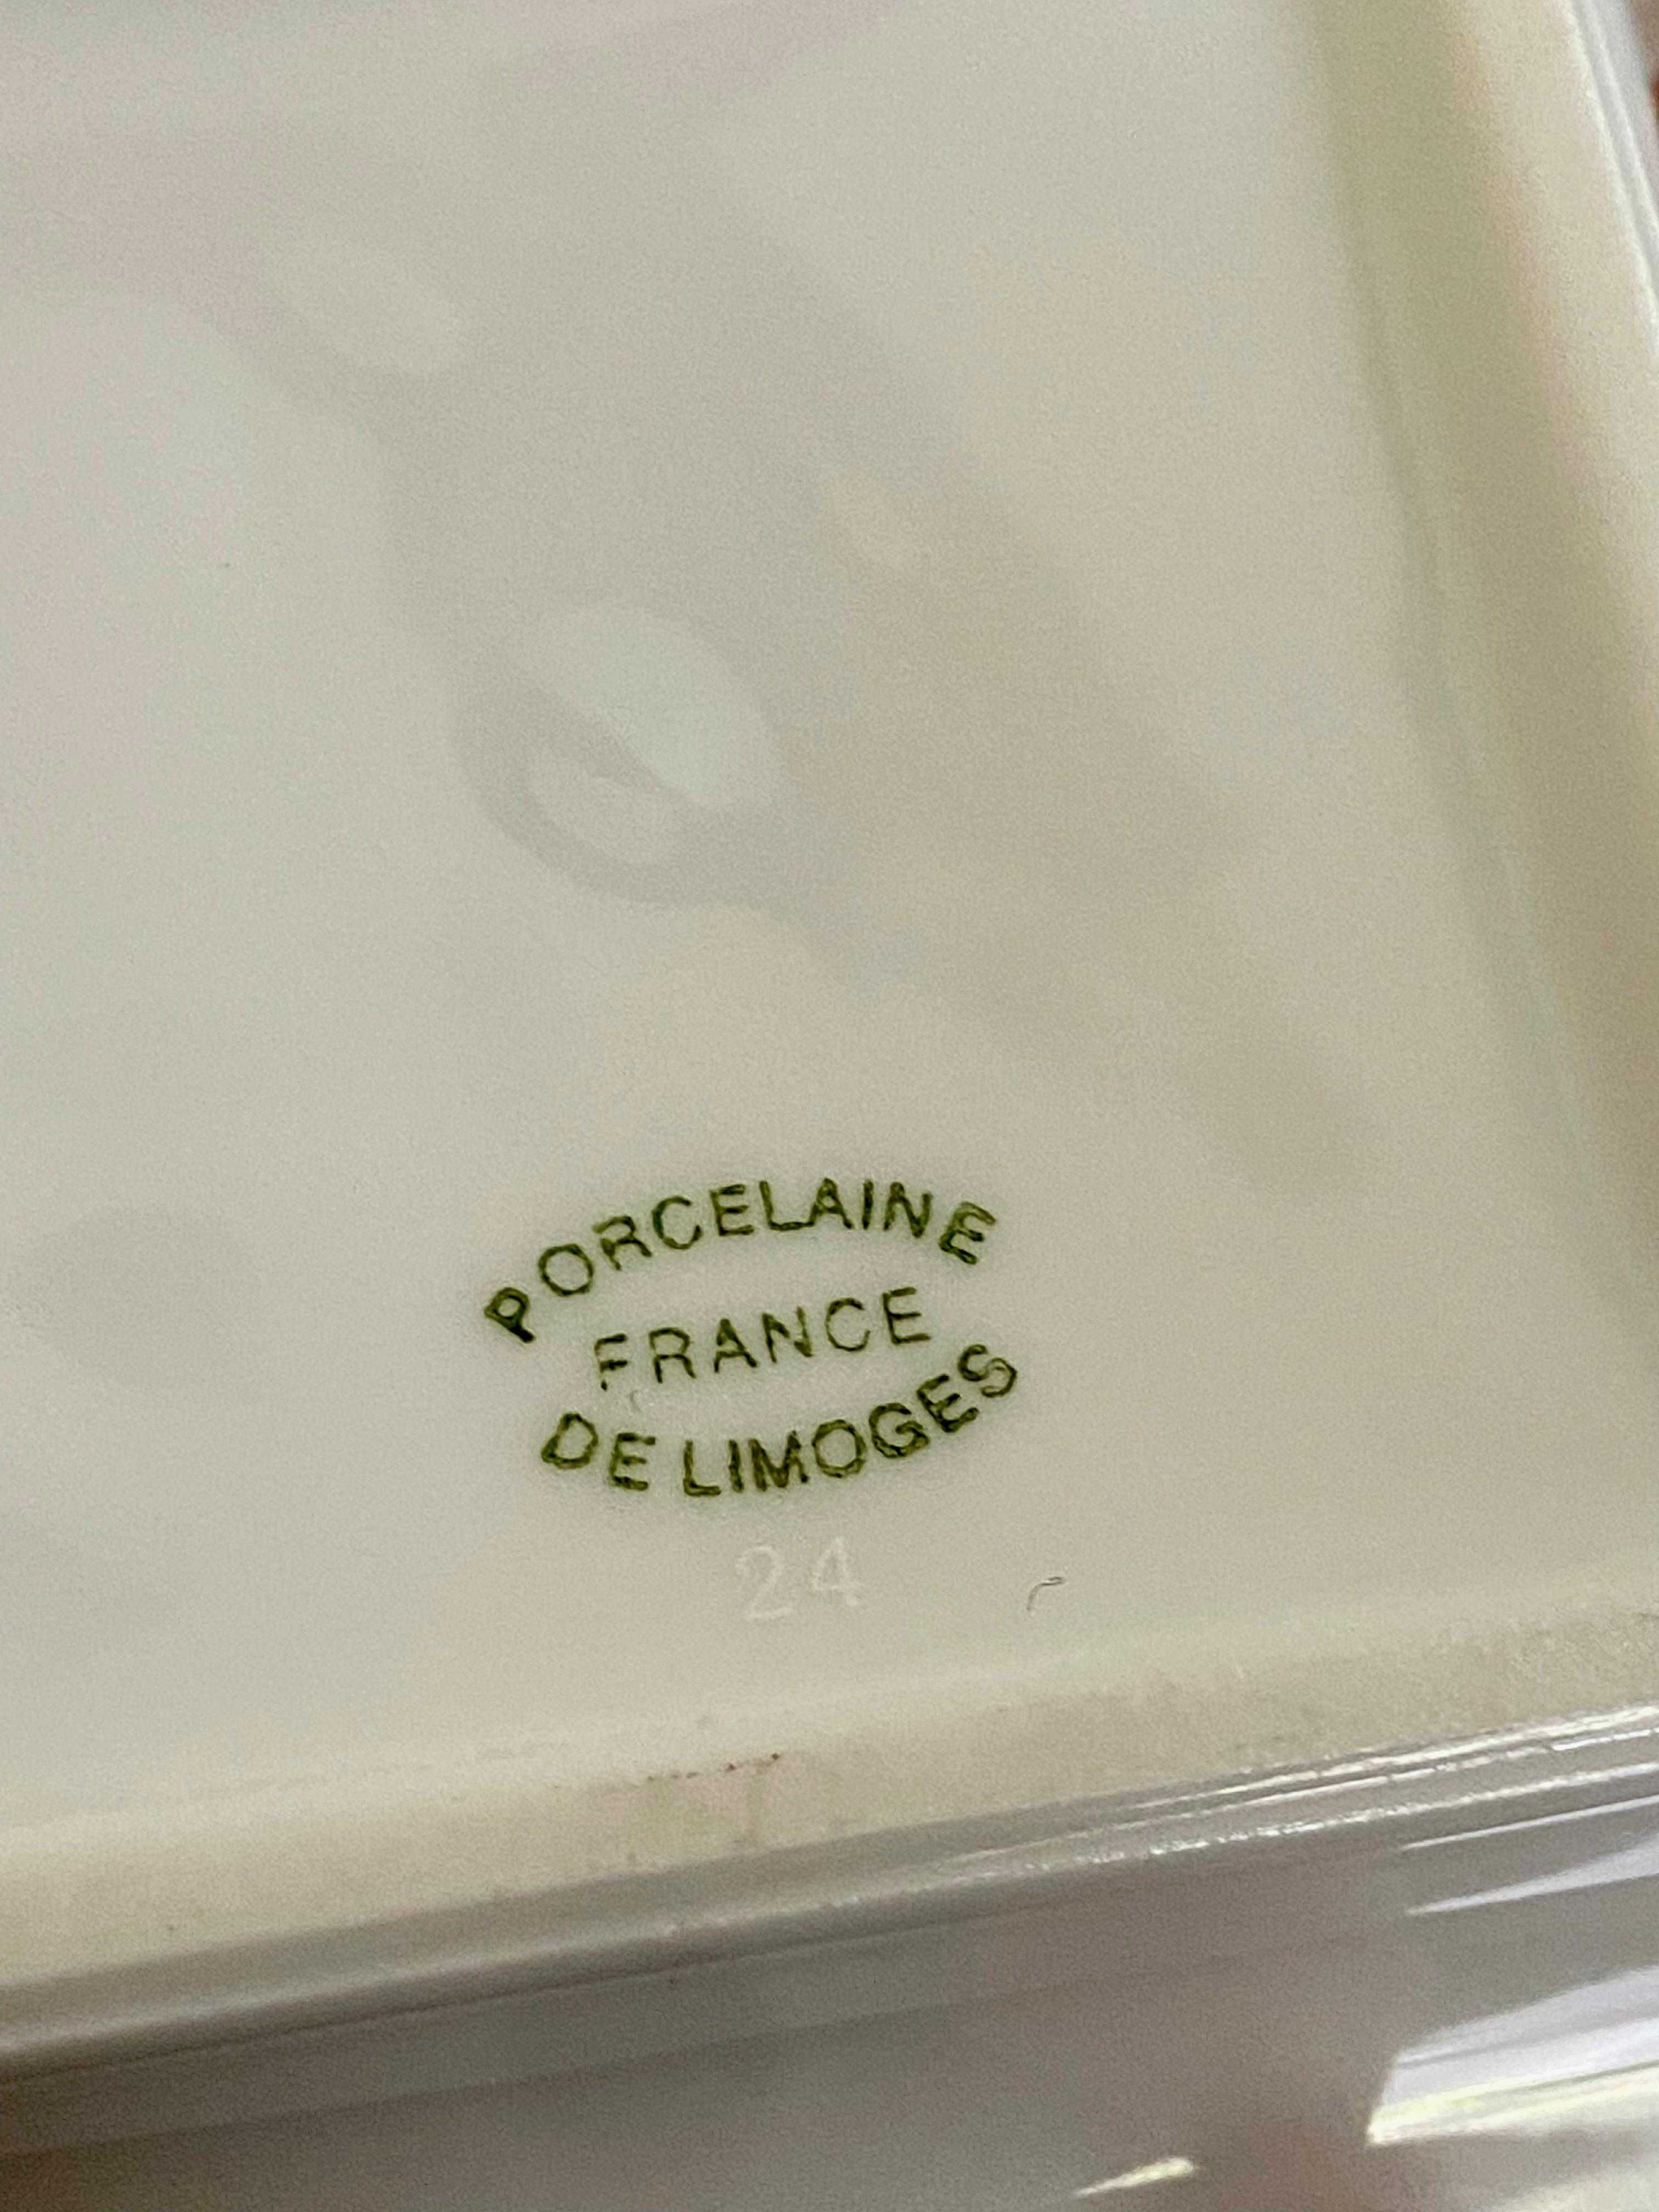 PORCELAINE
FRANCE
DE LIMOGES
24